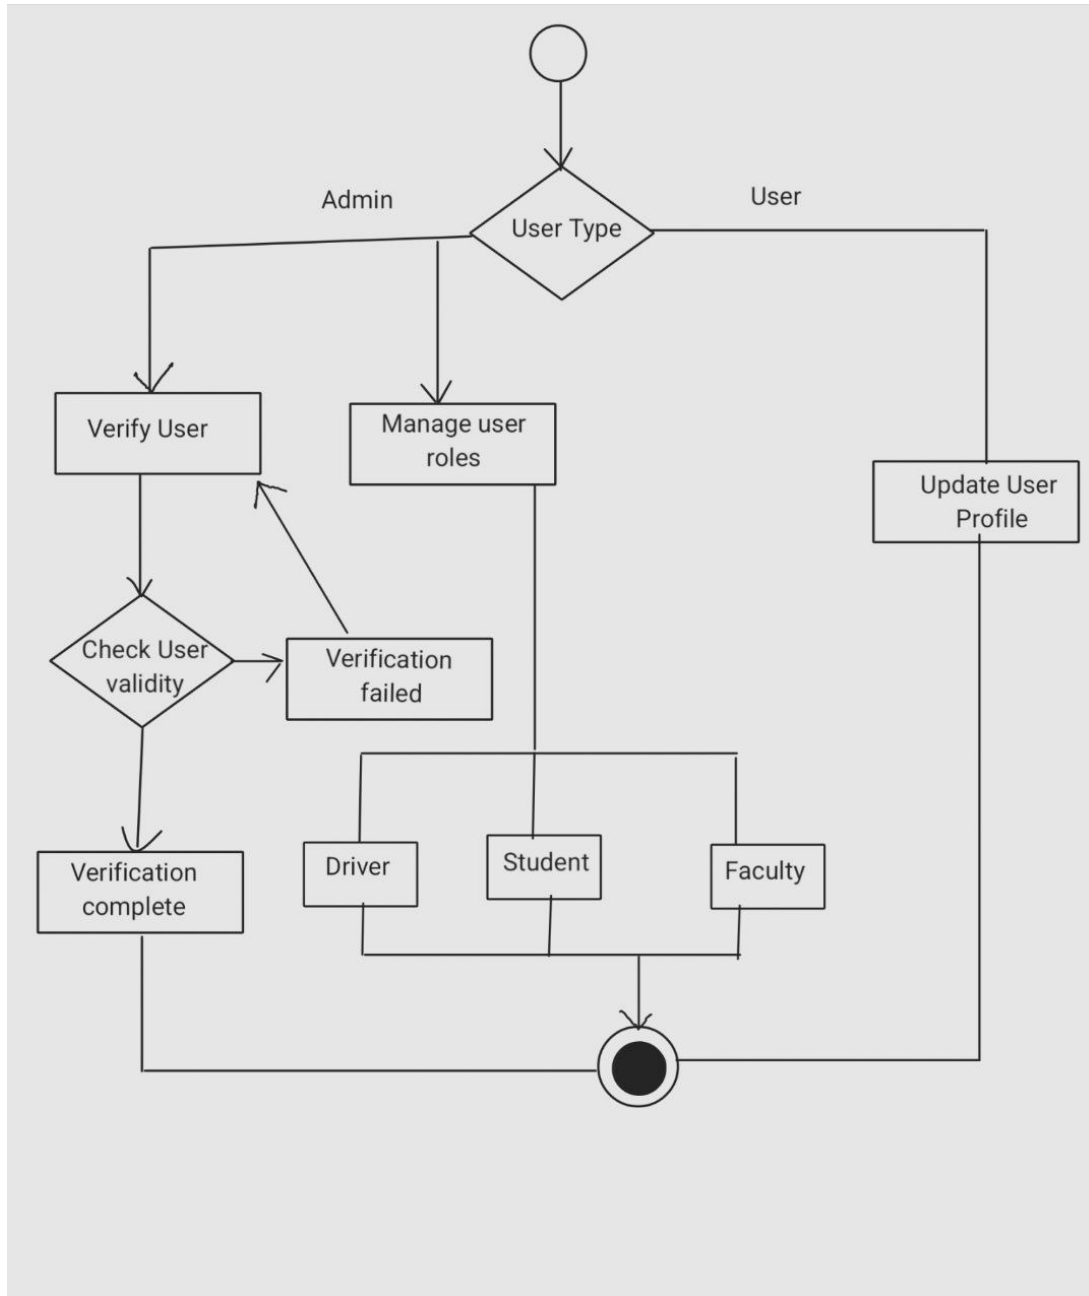 Admin
User
User Type
Verify User
Manage user
roles
Update User
Profile
Check User
validity
Verification
failed
Verification
complete
Driver
Student
Faculty